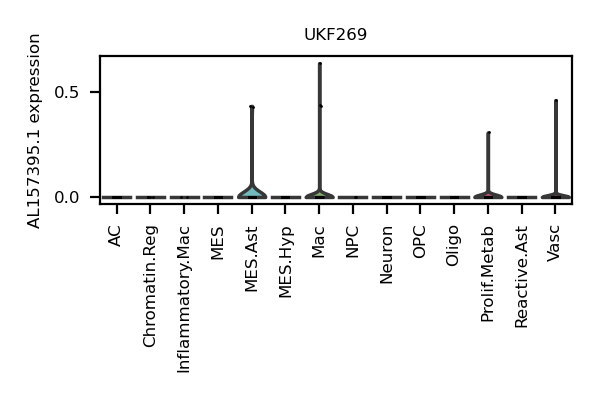 UKF269
AL157395.1 expression
0.5
0.0
AC
Chromatin.Reg
Inflammatory.Mac
MES
MES.Ast
MES.Hyp
Mac
NPC
Neuron
OPC
Oligo
Prolif.Metab
Reactive.Ast
Vasc